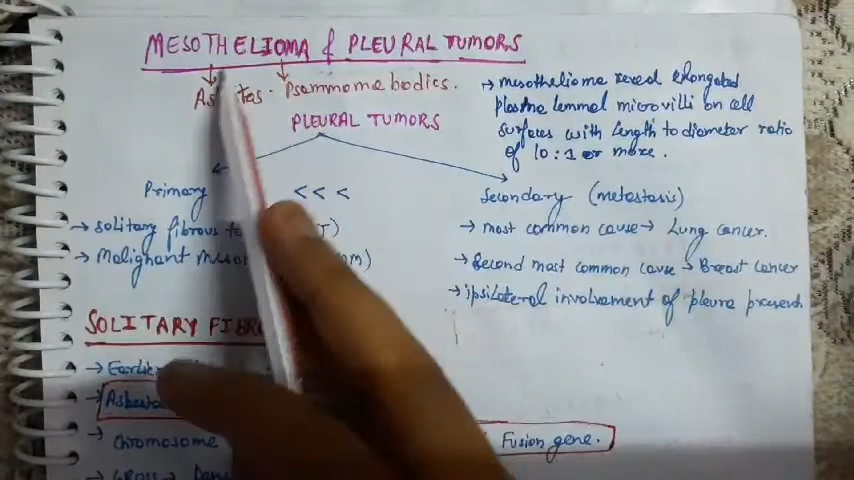 MESOTHELIOMA & PLEURAL TUMORS
Psammoma bodies.
→ mesothelioma reveal elongated
plasma lemmal microvilli on cell
surfaces with length to diameter ratio
of 10:1 or more.
PLEURAL TUMORS
Primary <<< Secondary (metastasis)
→ solitary fibrous
→ Malignant
→ most common cause → Lung cancer.
→ Second most common cause → Breast cancer
→ ipsilateral involvement of pleura present
SOLITARY
→
→
→ Chromosome
Fusion gene.
→ Gross →